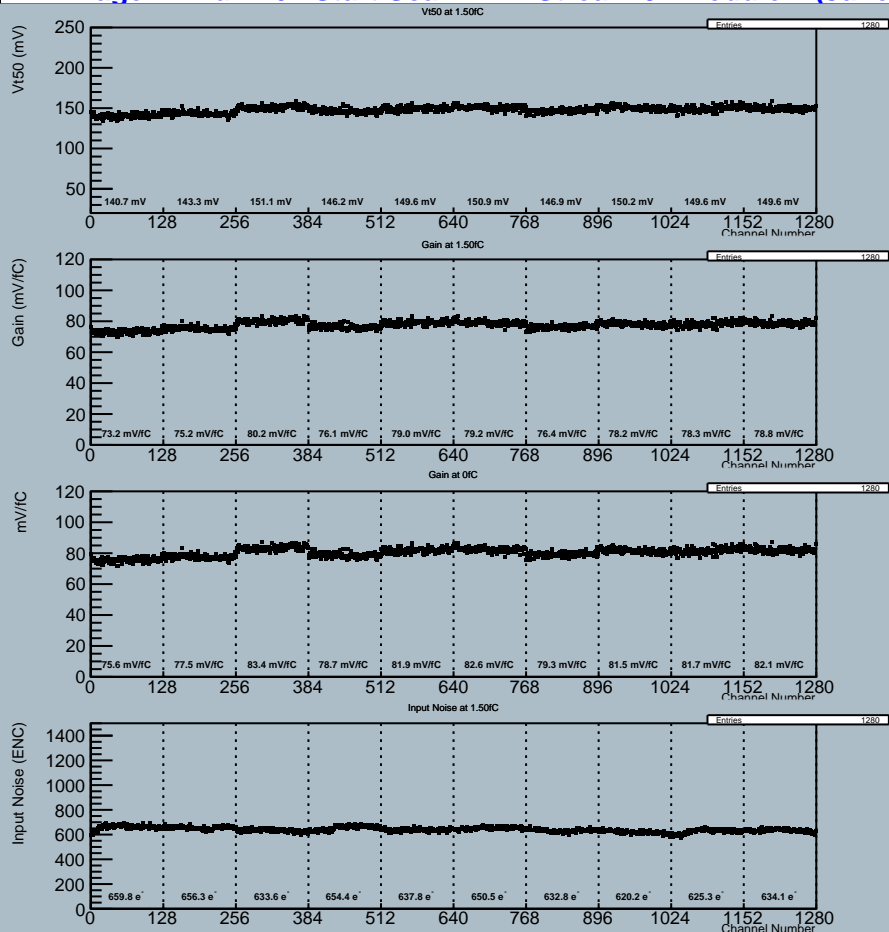 Vt50 at 1.50fC
Entries 1280
Vt50 (mV)
250
200
150
100
50
140.7 mV 143.3 mV 151.1 mV 146.2 mV 149.6 mV 150.9 mV 146.9 mV 150.2 mV 149.6 mV 149.6 mV
0 128 256 384 512 640 768 896 1024 1152 1280
Channel Number
Gain at 1.50fC
Entries 1280
Gain (mV/fC)
120
100
80
60
40
20
0
73.2 mV/fC 75.2 mV/fC 80.2 mV/fC 76.1 mV/fC 79.0 mV/fC 79.2 mV/fC 76.4 mV/fC 78.2 mV/fC 78.3 mV/fC 78.8 mV/fC
0 128 256 384 512 640 768 896 1024 1152 1280
Channel Number
Gain at 0fC
Entries 1280
mV/fC
120
100
80
60
40
20
0
75.6 mV/fC 77.5 mV/fC 83.4 mV/fC 78.7 mV/fC 81.9 mV/fC 82.6 mV/fC 79.3 mV/fC 81.5 mV/fC 81.7 mV/fC 82.1 mV/fC
0 128 256 384 512 640 768 896 1024 1152 1280
Channel Number
Input Noise at 1.50fC
Entries 1280
Input Noise (ENC)
1400
1200
1000
800
600
400
200
0
659.8 e- 656.3 e- 633.6 e- 654.4 e- 637.8 e- 650.5 e- 632.8 e- 620.2 e- 625.3 e- 634.1 e-
0 128 256 384 512 640 768 896 1024 1152 1280
Channel Number